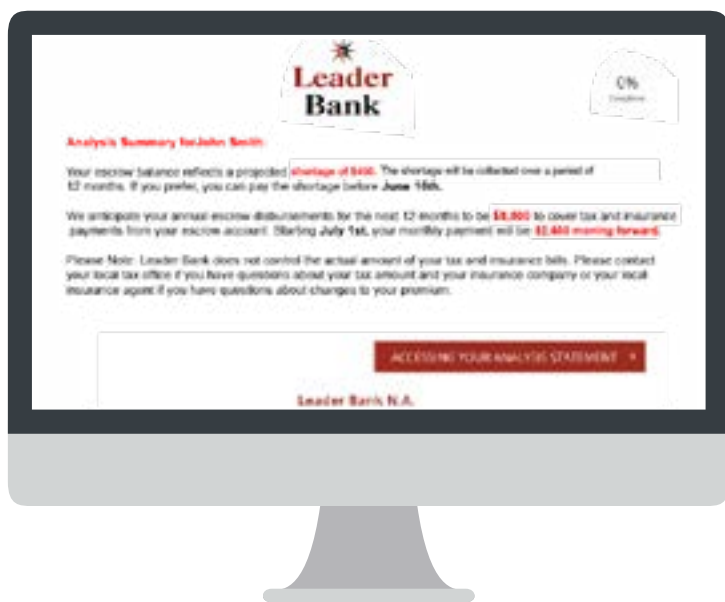 Leader
Bank
0%
Analysis Summary for John Smith
Your escrow balance reflects a projected shortage of $400. The shortage will be collected over a period of
12 months. If you prefer, you can pay the shortage before June 15th.
We anticipate your annual escrow disbursements for the next 12 months to be to cover tax and insurance
payments from your escrow account. Starting July 1st, your monthly payment will be moving forward.
Please Note: Leader Bank does not control the actual amount of your tax and insurance bills. Please contact
your local tax office if you have questions about your tax amount and your insurance company or your local
insurance agent if you have questions about changes to your premium.
ACCESSING YOUR ANALYSIS STATEMENT
Leader Bank N.A.